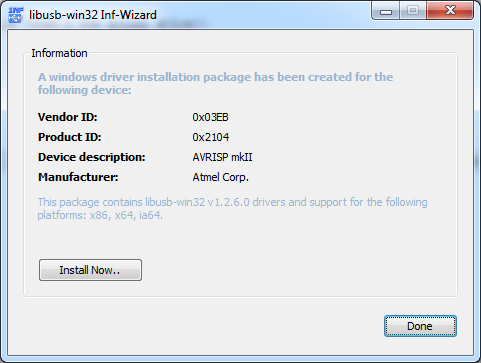 libusb-win32 Inf-Wizard
Information
A windows driver installation package has been created for the
following device:
Vendor ID: 0x03EB
Product ID: 0x2104
Device description: AVRISP mkII
Manufacturer: Atmel Corp.
This package contains libusb-win32 v1.2.6.0 drivers and support for the following
platforms: x86, x64, ia64.
Install Now..
Done